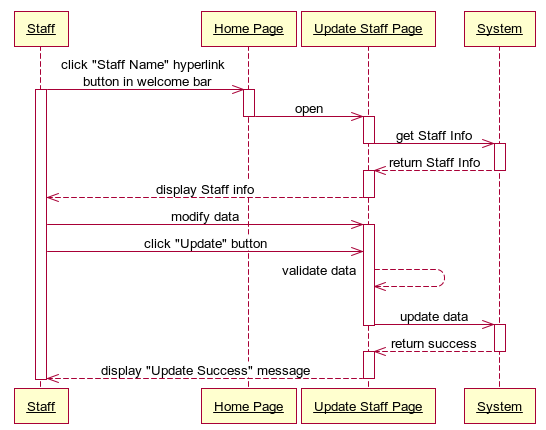 Staff
Home Page
Update Staff Page
System
click "Staff Name" hyperlink
button in welcome bar
open
get Staff Info
return Staff Info
display Staff info
modify data
click "Update" button
validate data
update data
return success
display "Update Success" message
Staff
Home Page
Update Staff Page
System